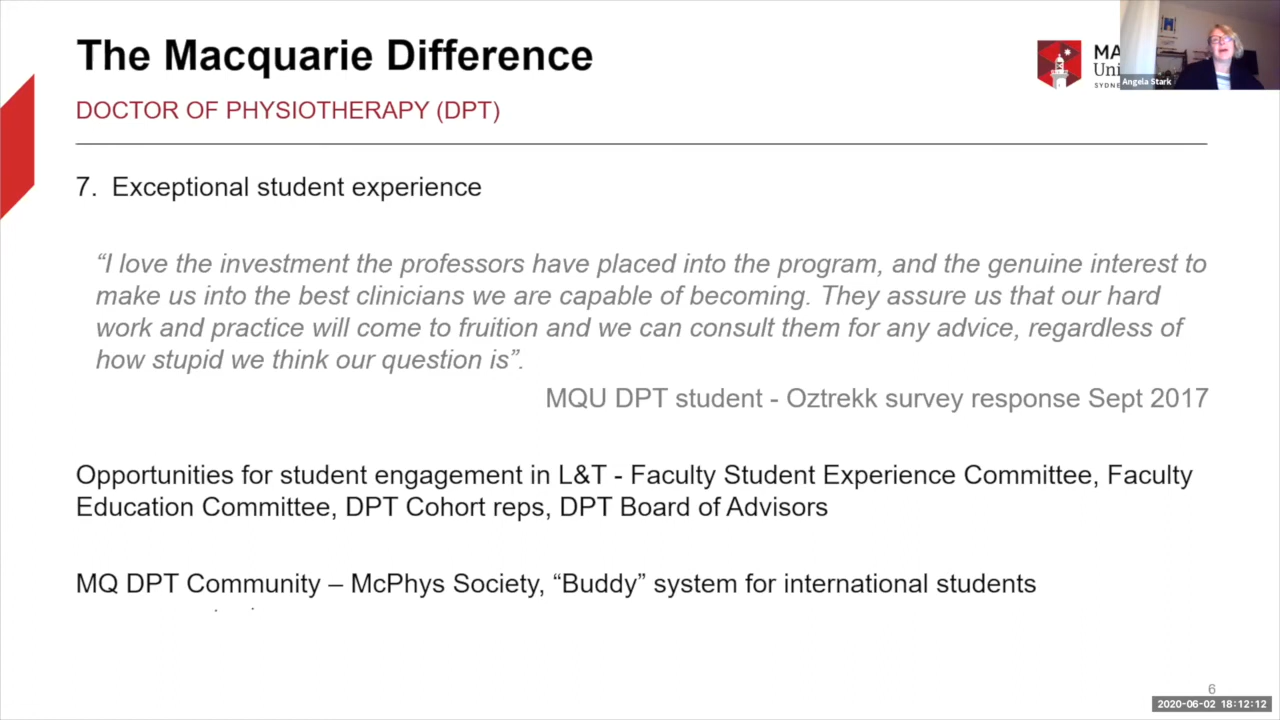 The Macquarie Difference
DOCTOR OF PHYSIOTHERAPY (DPT)
MA
Uni
SYDNE
Angela Stark
7. Exceptional student experience
“I love the investment the professors have placed into the program, and the genuine interest to
make us into the best clinicians we are capable of becoming. They assure us that our hard
work and practice will come to fruition and we can consult them for any advice, regardless of
how stupid we think our question is”.
MQU DPT student - Oztrekk survey response Sept 2017
Opportunities for student engagement in L&T - Faculty Student Experience Committee, Faculty
Education Committee, DPT Cohort reps, DPT Board of Advisors
MQ DPT Community – McPhys Society, “Buddy” system for international students
6
2020-06-02 18:12:12